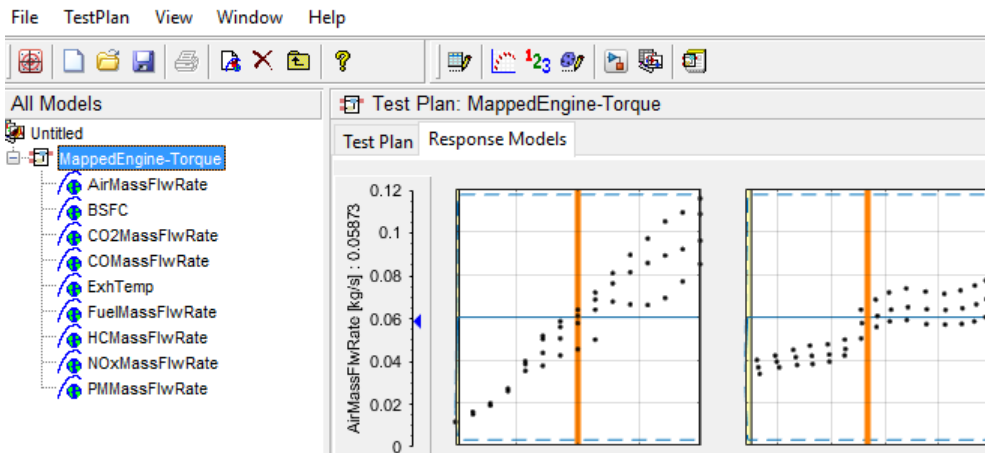 File TestPlan View Window Help
123
All Models
Untitled
MappedEngine-Torque
AirMassFlwRate
BSFC
CO2MassFlwRate
COMassFlwRate
ExhTemp
FuelMassFlwRate
HCMassFlwRate
NOxMassFlwRate
PMMassFlwRate
Test Plan: MappedEngine-Torque
Test Plan Response Models
AirMassFlwRate [kg/s] : 0.05873
0.12
0.1
0.08
0.06
0.04
0.02
0